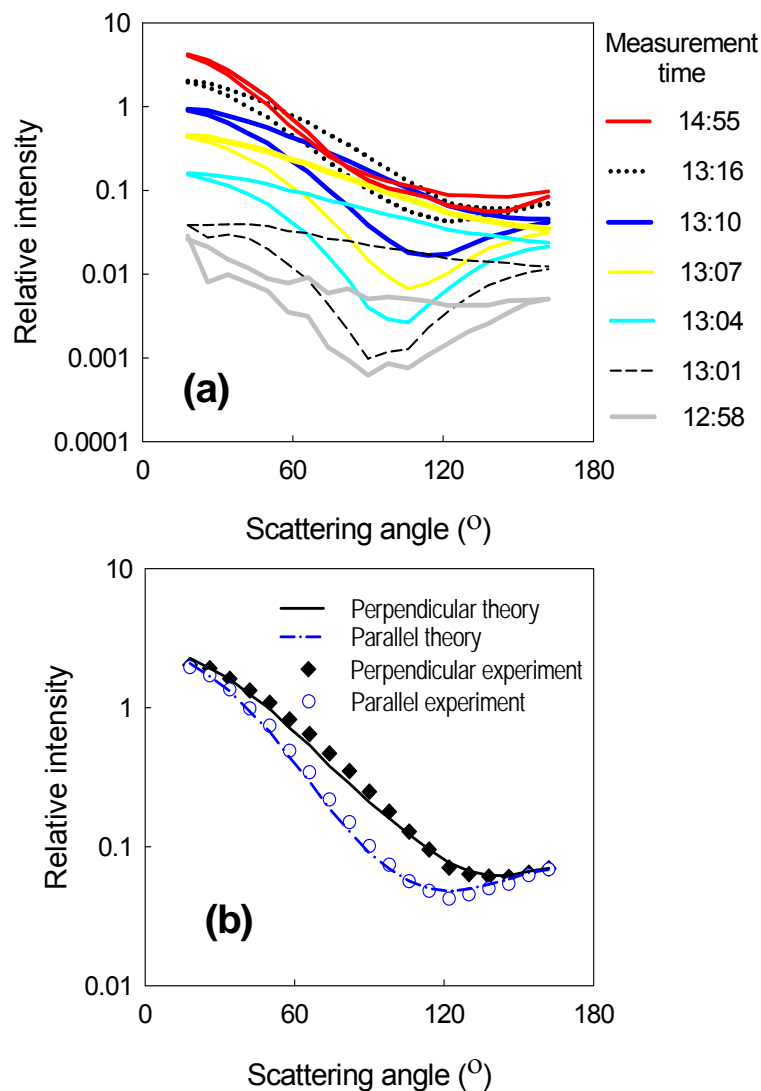 10
1
0.1
0.01
0.001
0.0001
Relative intensity
(a)
0
60
120
180
Scattering angle (O)
Measurement
time
14:55
13:16
13:10
13:07
13:04
13:01
12:58
10
1
0.1
0.01
Relative intensity
Perpendicular theory
Parallel theory
Perpendicular experiment
Parallel experiment
(b)
0
60
120
180
Scattering angle (O)